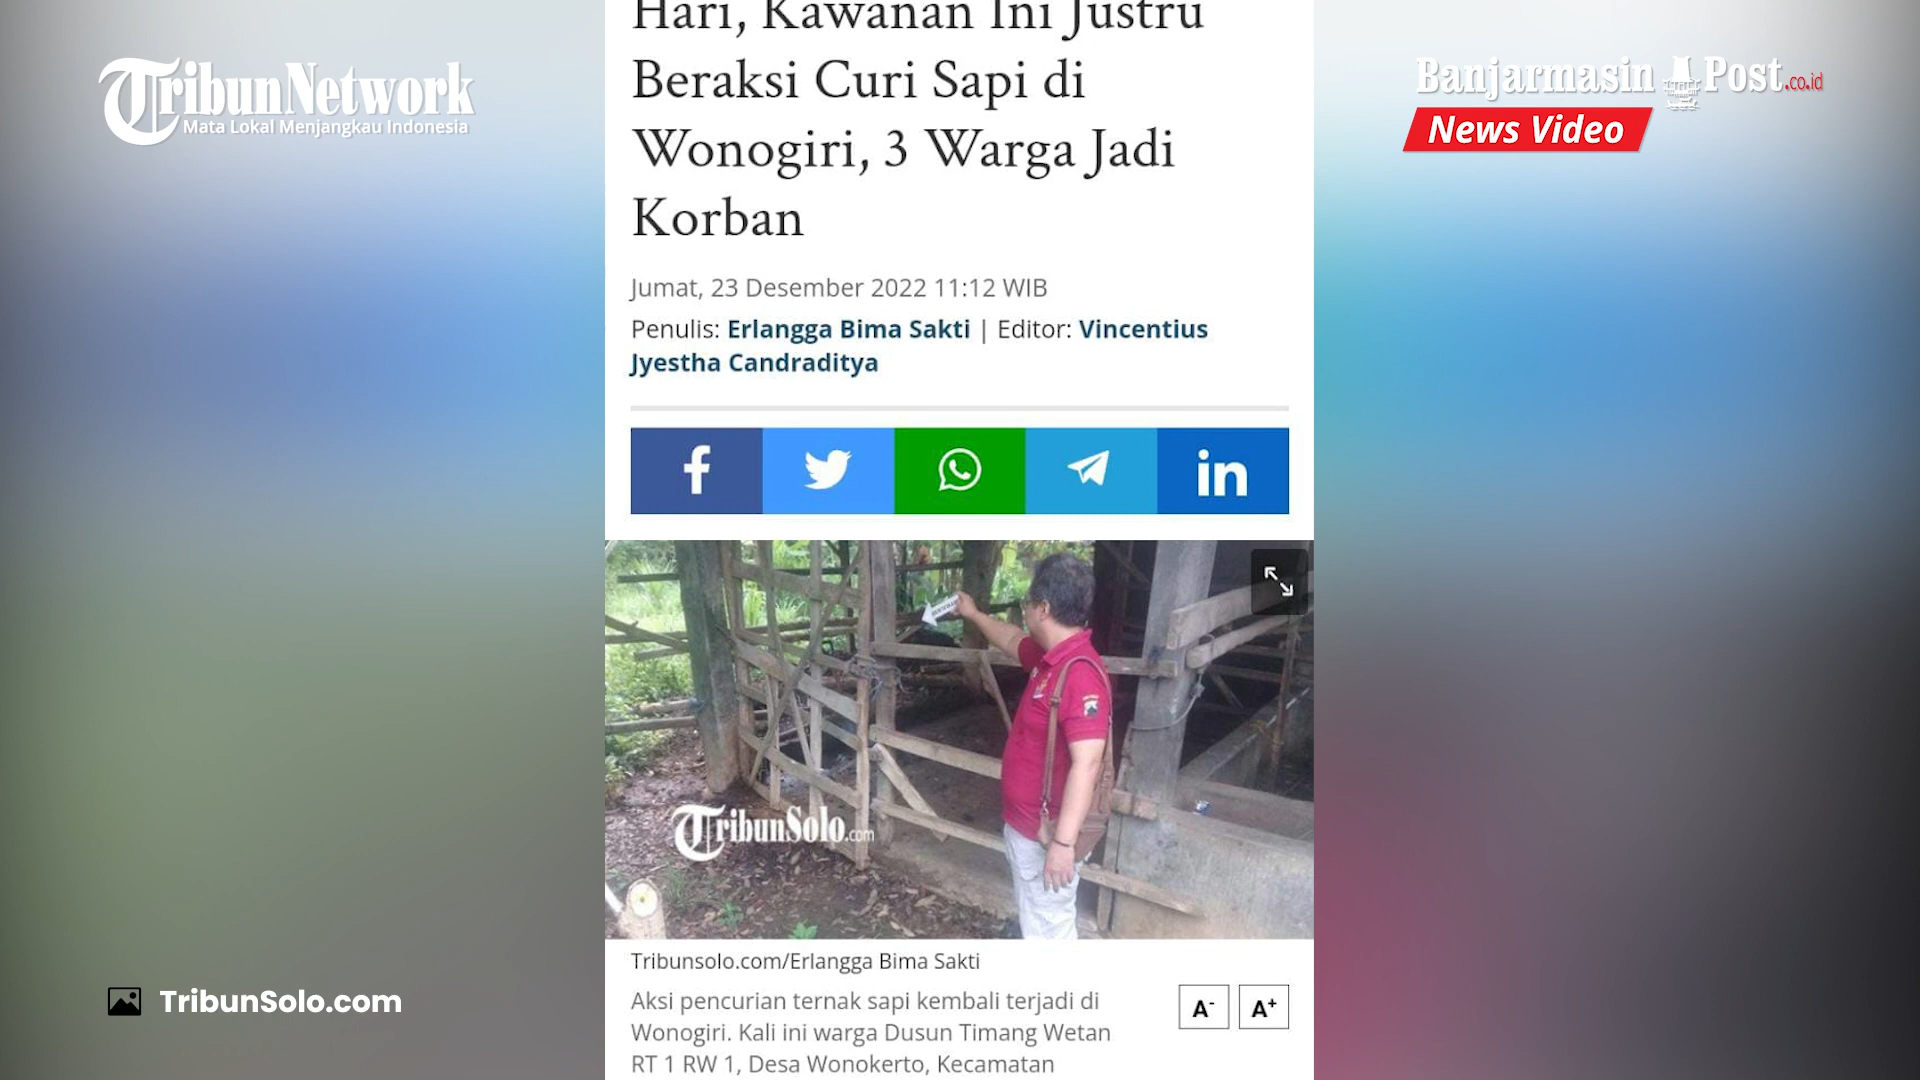 TribunNetwork
Mata Lokal Menjangkau Indonesia
Banjarmasin Post.co.id
News Video
Hari, Kawanan Ini Justru
Beraksi Curi Sapi di
Wonogiri, 3 Warga Jadi
Korban
Jumat, 23 Desember 2022 11:12 WIB
Penulis: Erlangga Bima Sakti | Editor: Vincentius
Jyestha Candraditya
TribunSolo.com
Tribunsolo.com/Erlangga Bima Sakti
Aksi pencurian ternak sapi kembali terjadi di
Wonogiri. Kali ini warga Dusun Timang Wetan
RT 1 RW 1, Desa Wonokerto, Kecamatan
A-
A+
TribunSolo.com